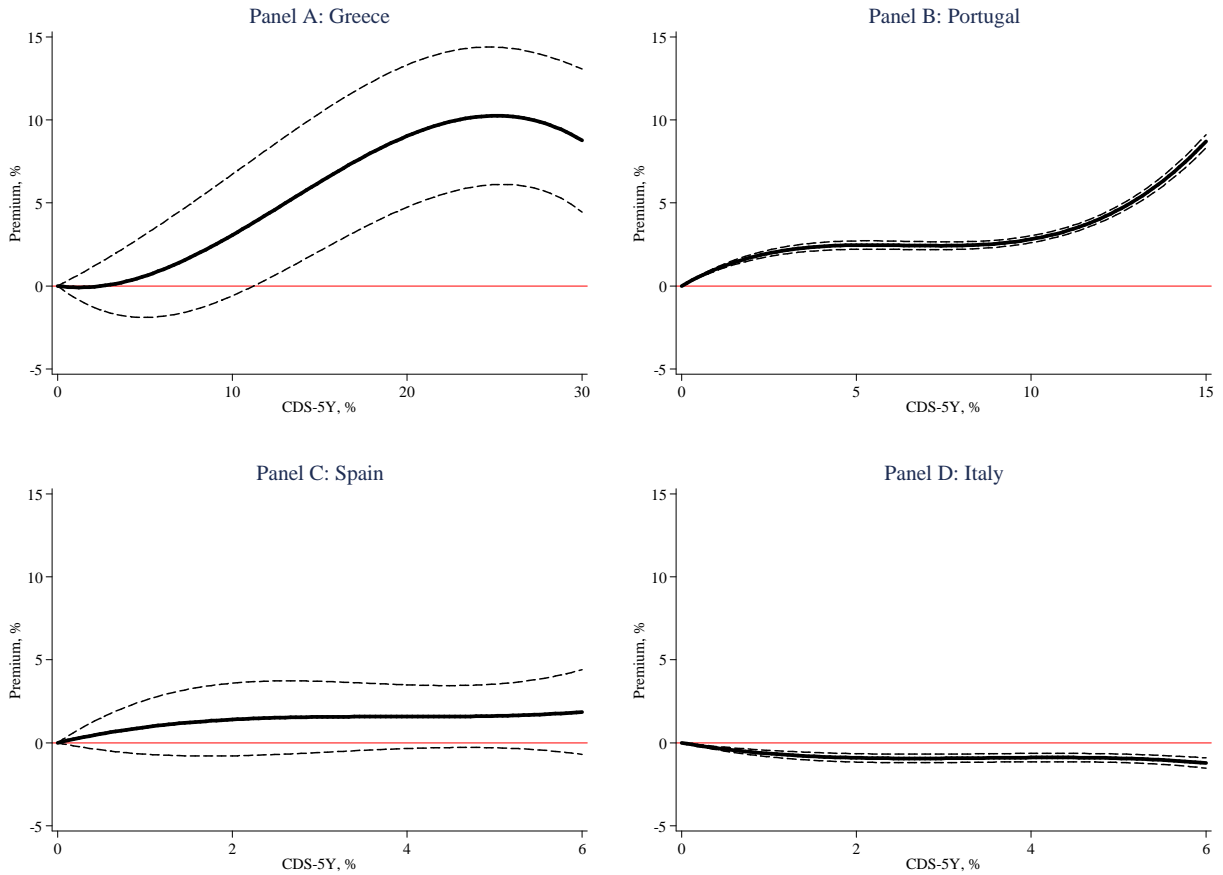 Panel A: Greece
15
10
5
0
-5
Premium, %
0 10 20 30
CDS-5Y, %
Panel B: Portugal
15
10
5
0
-5
Premium, %
0 5 10 15
CDS-5Y, %
Panel C: Spain
15
10
5
0
-5
Premium, %
0 2 4 6
CDS-5Y, %
Panel D: Italy
15
10
5
0
-5
Premium, %
0 2 4 6
CDS-5Y, %